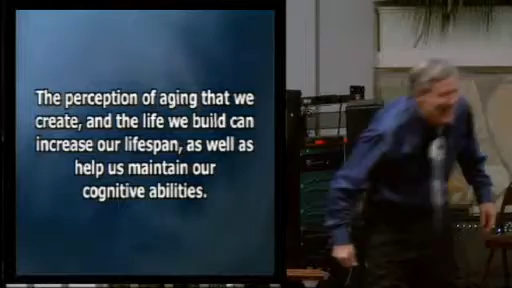 The perception of aging that we
create, and the life we build can
increase our lifespan, as well as
help us maintain our
cognitive abilities.